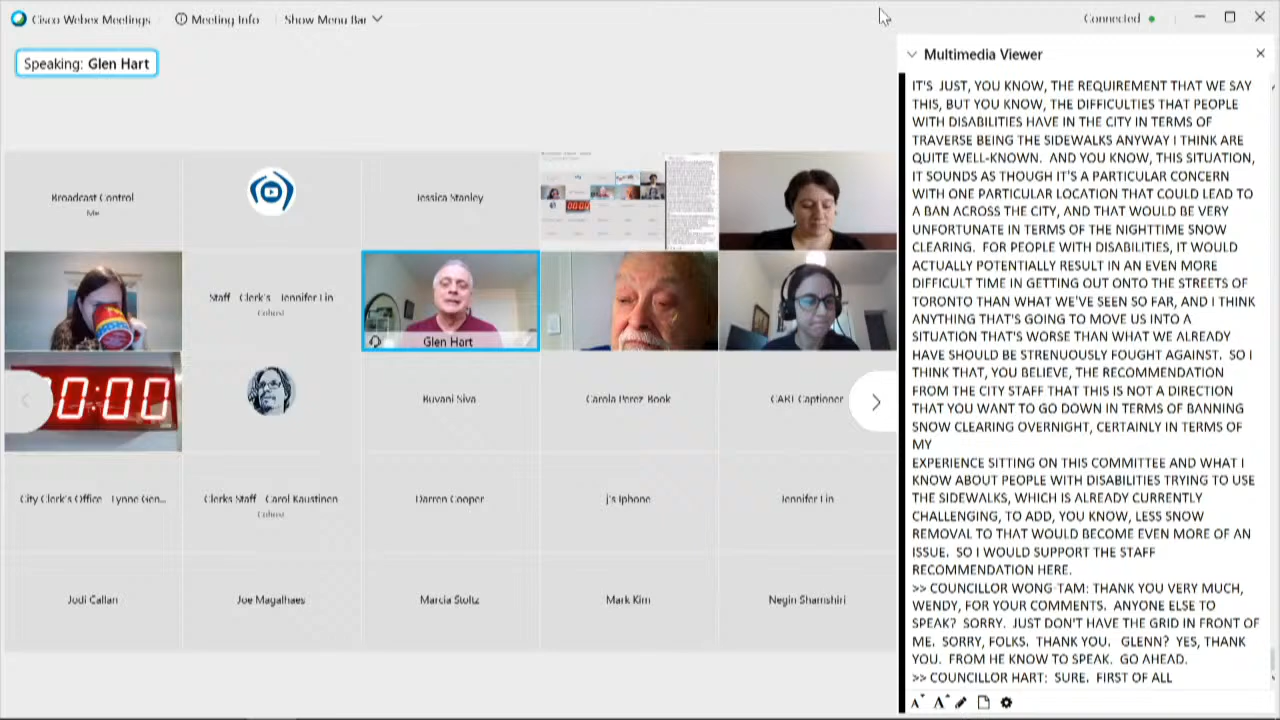 Cisco Webex Meetings
Meeting Info
Show Menu Bar
Connected
Speaking: Glen Hart
Multimedia Viewer
Broadcast Control
Me
Jessica Stanley
Staff Clerk's Jennifer Lin
Cohost
Glen Hart
00:00
Buvani Siva
Carola Perez Book
CART Captioner
City Clerk's Office Lynne Gen...
Clerks Staff Carol Kaustinen
Cohost
Darren Cooper
j's Iphone
Jennifer Lin
Jodi Callan
Joe Magalhaes
Marcia Stoltz
Mark Kim
Negin Shamshiri
IT'S JUST, YOU KNOW, THE REQUIREMENT THAT WE SAY
THIS, BUT YOU KNOW, THE DIFFICULTIES THAT PEOPLE
WITH DISABILITIES HAVE IN THE CITY IN TERMS OF
TRAVERSE BEING THE SIDEWALKS ANYWAY I THINK ARE
QUITE WELL-KNOWN. AND YOU KNOW, THIS SITUATION,
IT SOUNDS AS THOUGH IT'S A PARTICULAR CONCERN
WITH ONE PARTICULAR LOCATION THAT COULD LEAD TO
A BAN ACROSS THE CITY, AND THAT WOULD BE VERY
UNFORTUNATE IN TERMS OF THE NIGHTTIME SNOW
CLEARING. FOR PEOPLE WITH DISABILITIES, IT WOULD
ACTUALLY POTENTIALLY RESULT IN AN EVEN MORE
DIFFICULT TIME IN GETTING OUT ONTO THE STREETS OF
TORONTO THAN WHAT WE'VE SEEN SO FAR, AND I THINK
ANYTHING THAT'S GOING TO MOVE US INTO A
SITUATION THAT'S WORSE THAN WHAT WE ALREADY
HAVE SHOULD BE STRENUOUSLY FOUGHT AGAINST. SO I
THINK THAT, YOU BELIEVE, THE RECOMMENDATION
FROM THE CITY STAFF THAT THIS IS NOT A DIRECTION
THAT YOU WANT TO GO DOWN IN TERMS OF BANNING
SNOW CLEARING OVERNIGHT, CERTAINLY IN TERMS OF
MY
EXPERIENCE SITTING ON THIS COMMITTEE AND WHAT I
KNOW ABOUT PEOPLE WITH DISABILITIES TRYING TO USE
THE SIDEWALKS, WHICH IS ALREADY CURRENTLY
CHALLENGING, TO ADD, YOU KNOW, LESS SNOW
REMOVAL TO THAT WOULD BECOME EVEN MORE OF AN
ISSUE. SO I WOULD SUPPORT THE STAFF
RECOMMENDATION HERE.
>> COUNCILLOR WONG-TAM: THANK YOU VERY MUCH,
WENDY, FOR YOUR COMMENTS. ANYONE ELSE TO
SPEAK? SORRY. JUST DON'T HAVE THE GRID IN FRONT OF
ME. SORRY, FOLKS. THANK YOU. GLENN? YES, THANK
YOU. FROM HE KNOW TO SPEAK. GO AHEAD.
>> COUNCILLOR HART: SURE. FIRST OF ALL